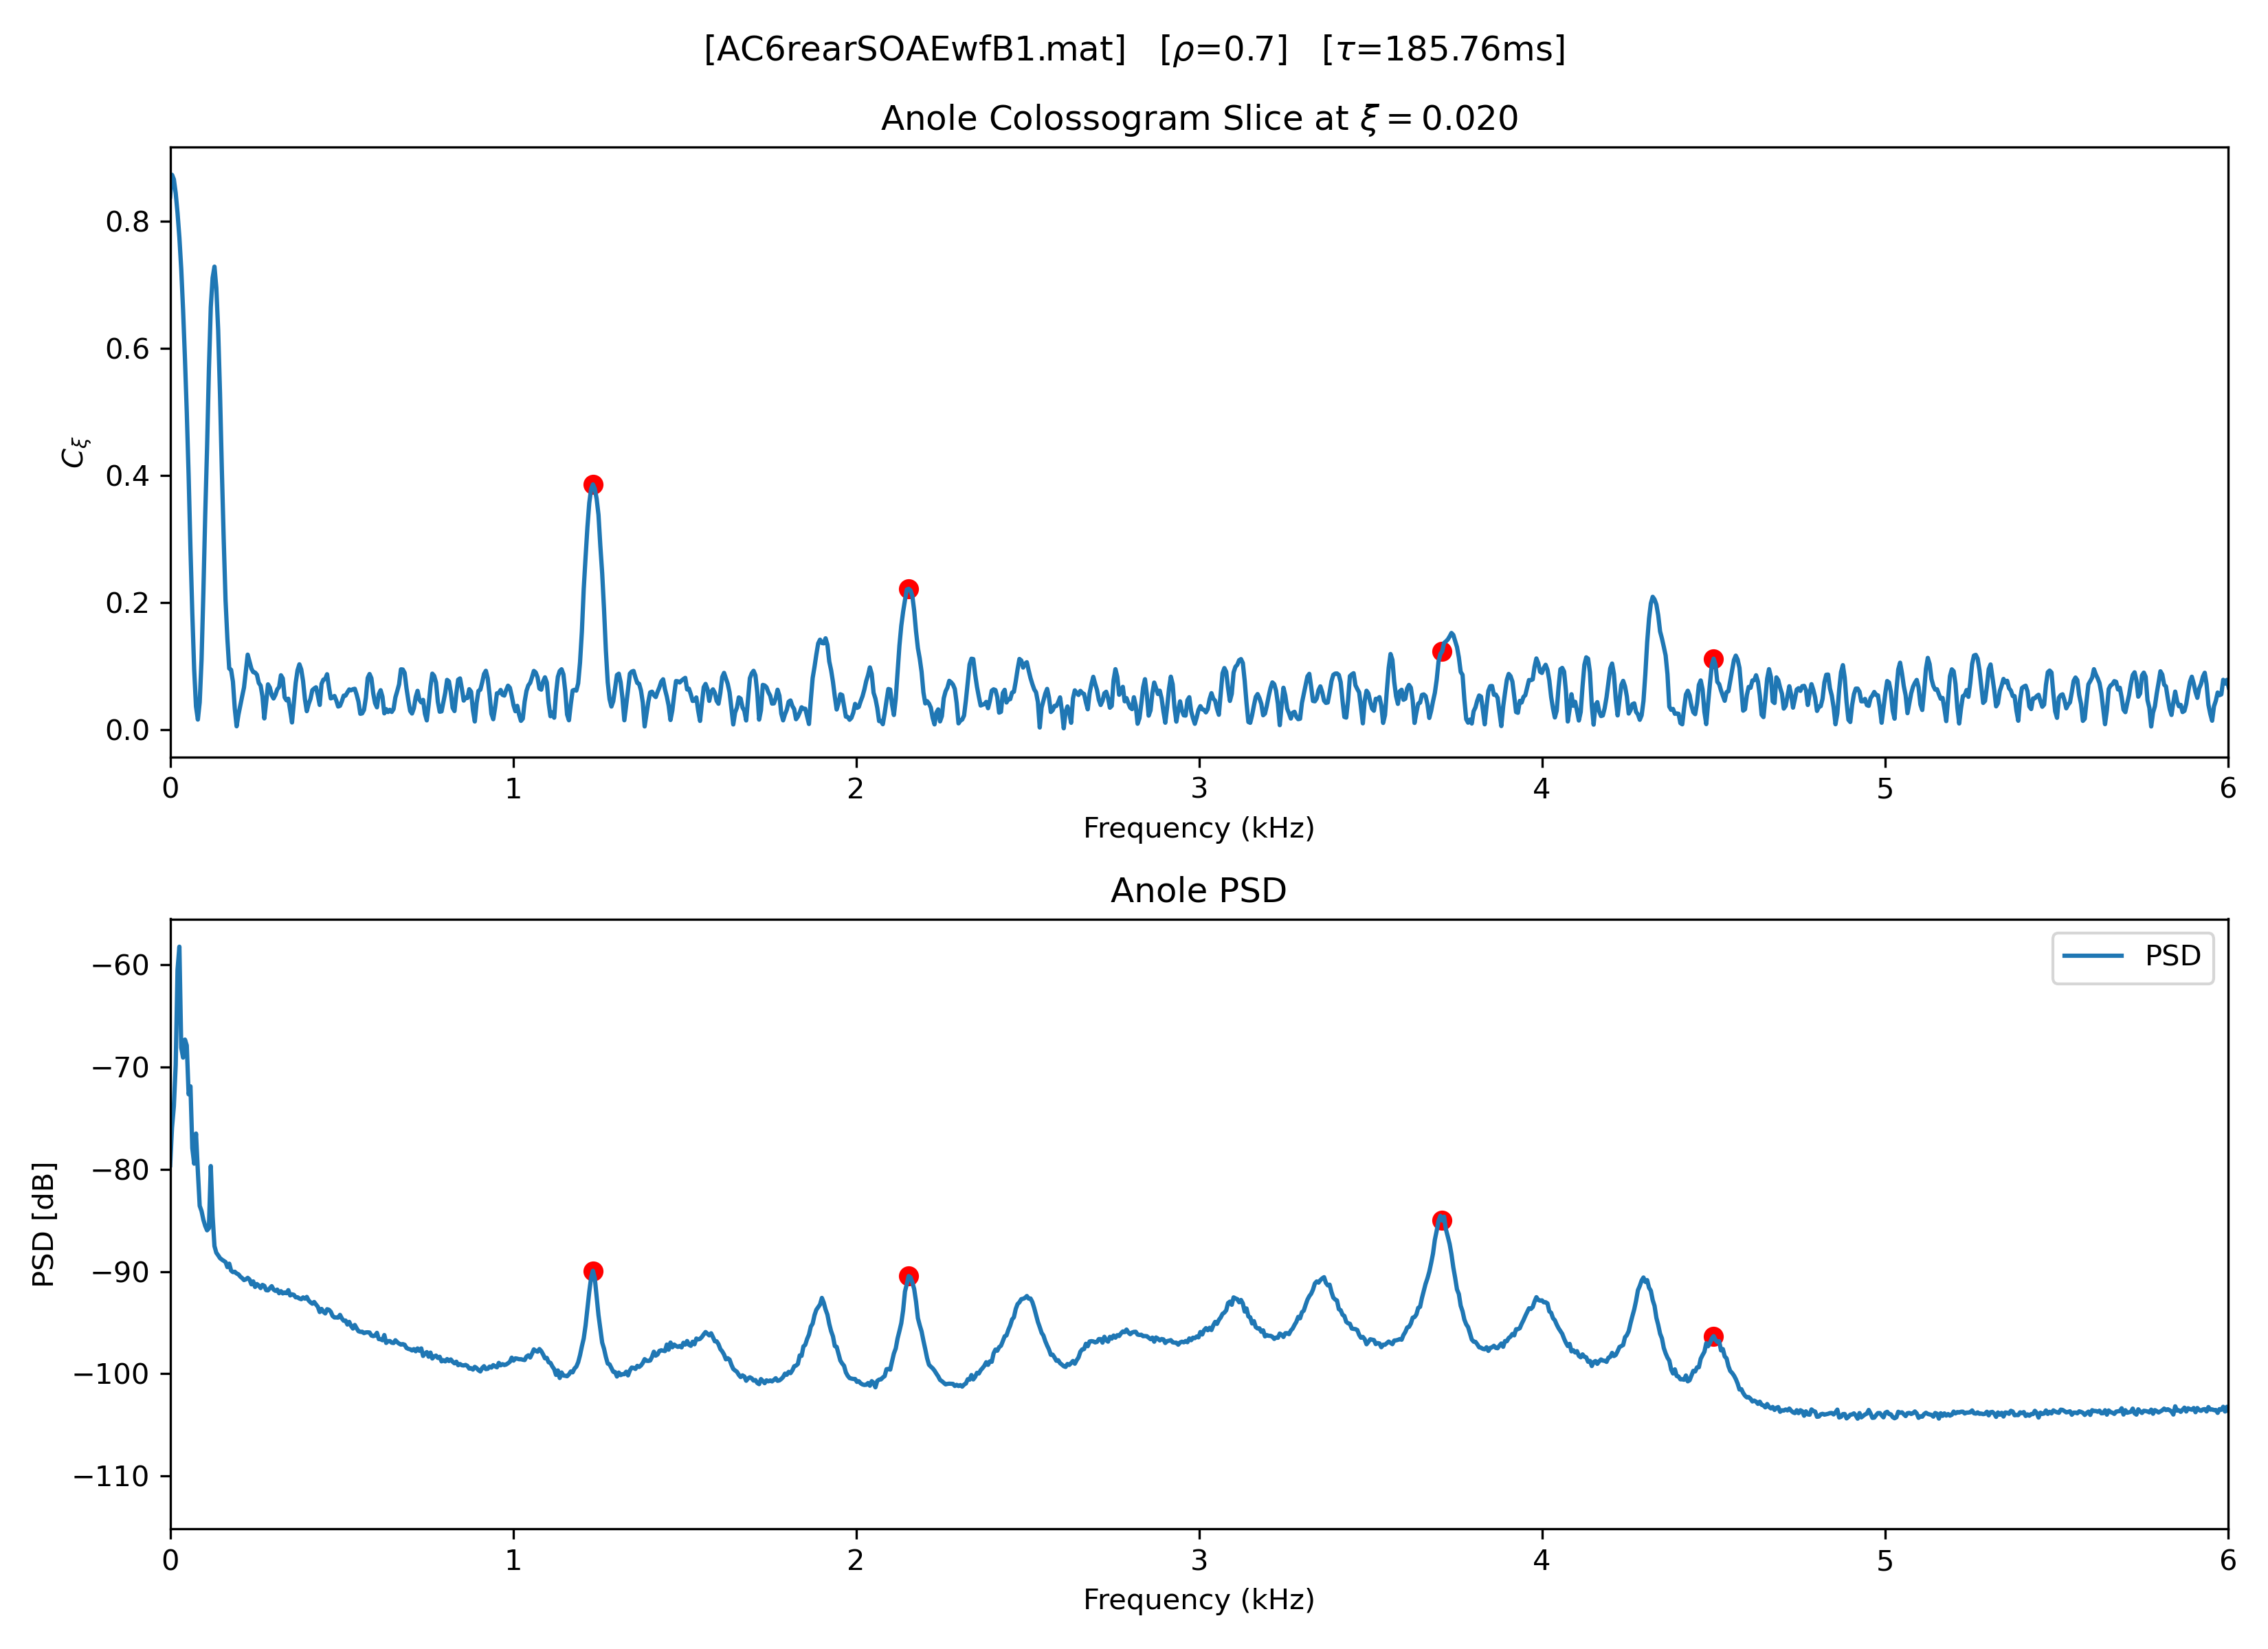 [AC6rearSOAEwfB1.mat]   [ρ=0.7]   [τ=185.76ms]
Anole Colossogram Slice at ξ = 0.020
0.8
0.6
0.4
0.2
0.0
C_ξ
0 1 2 3 4 5 6
Frequency (kHz)
Anole PSD
PSD
−60
−70
−80
−90
−100
−110
PSD [dB]
0 1 2 3 4 5 6
Frequency (kHz)